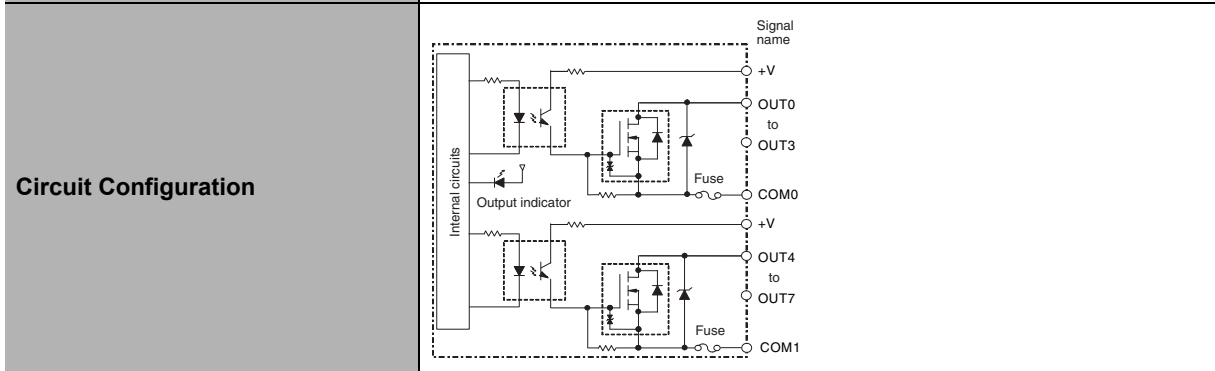 Circuit Configuration
Signal
name
+V
OUT0
to
OUT3
Internal circuits
Fuse
COM0
Output indicator
+V
OUT4
to
OUT7
Fuse
COM1